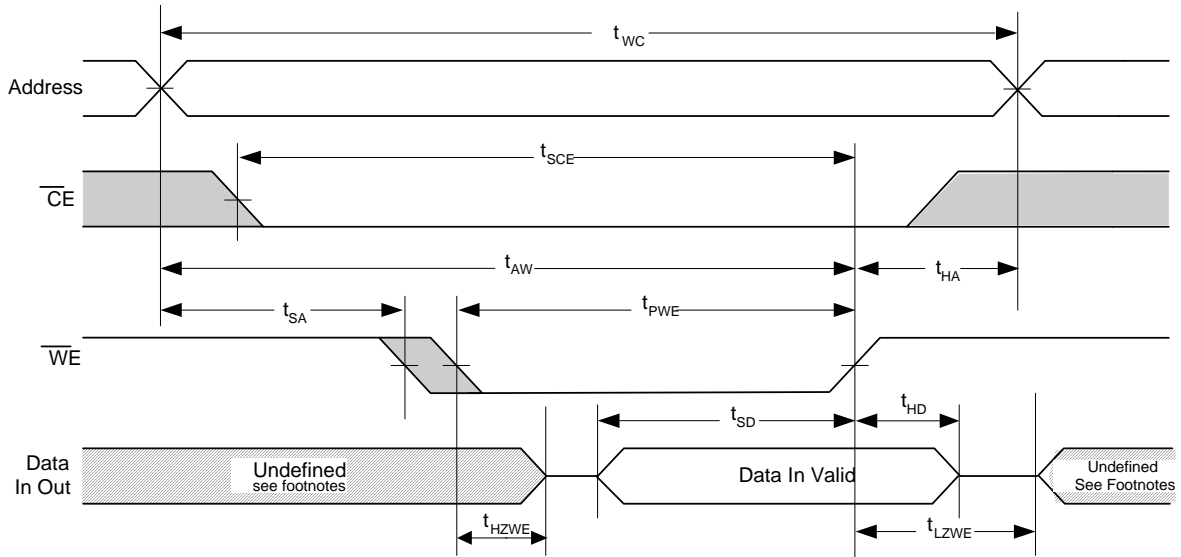 tWC
Address
tSCE
CE
tAW
tHA
tSA
tPWE
WE
tSD
tHD
Data
In Out
Undefined
see footnotes
Data In Valid
Undefined
See Footnotes
tHZWE
tLZWE